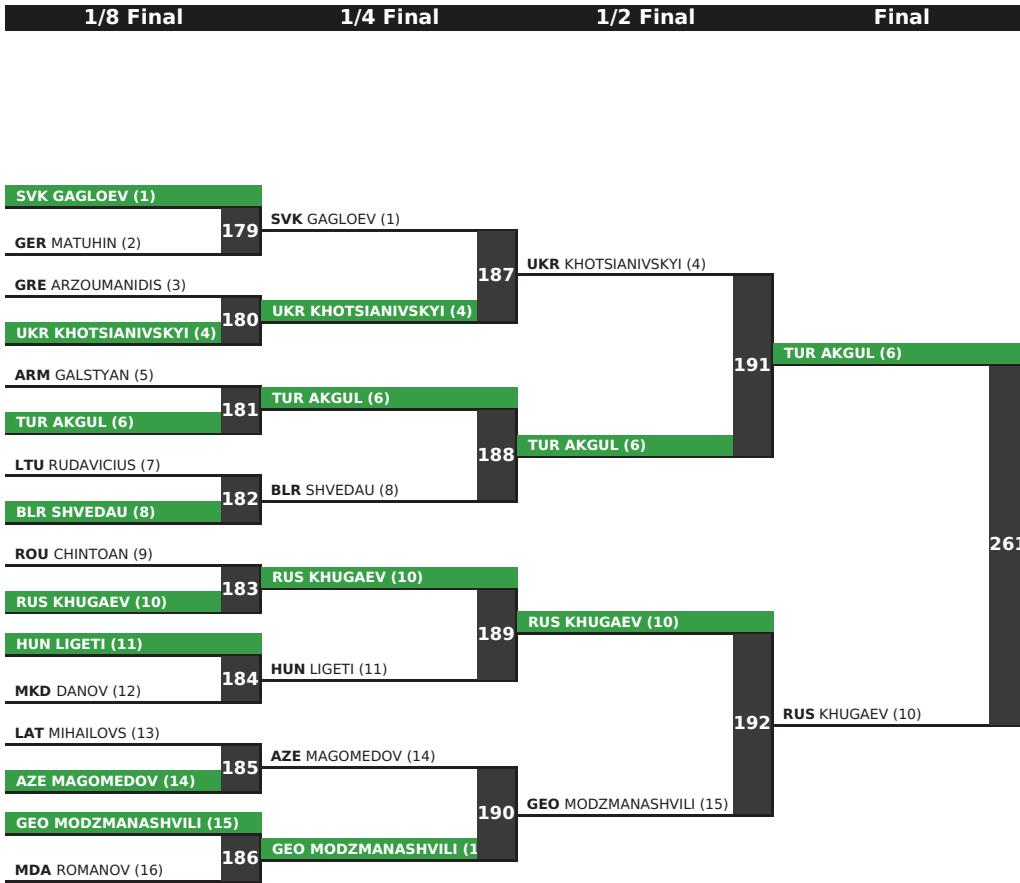 1/8 Final 1/4 Final 1/2 Final Final
SVK GAGLOEV (1)
179
GER MATUHIN (2)
GRE ARZOUMANIDIS (3)
180
UKR KHOTSIANIVSKYI (4)
ARM GALSTYAN (5)
181
TUR AKGUL (6)
LTU RUDAVICIUS (7)
182
BLR SHVEDAU (8)
ROU CHINTOAN (9)
183
RUS KHUGAEV (10)
HUN LIGETI (11)
184
MKD DANOV (12)
LAT MIHAILOVS (13)
185
AZE MAGOMEDOV (14)
GEO MODZMANASHVILI (15)
186
MDA ROMANOV (16)
SVK GAGLOEV (1)
187
UKR KHOTSIANIVSKYI (4)
TUR AKGUL (6)
188
BLR SHVEDAU (8)
RUS KHUGAEV (10)
189
HUN LIGETI (11)
AZE MAGOMEDOV (14)
190
GEO MODZMANASHVILI (1
UKR KHOTSIANIVSKYI (4)
191
TUR AKGUL (6)
RUS KHUGAEV (10)
192
GEO MODZMANASHVILI (15)
TUR AKGUL (6)
261
RUS KHUGAEV (10)